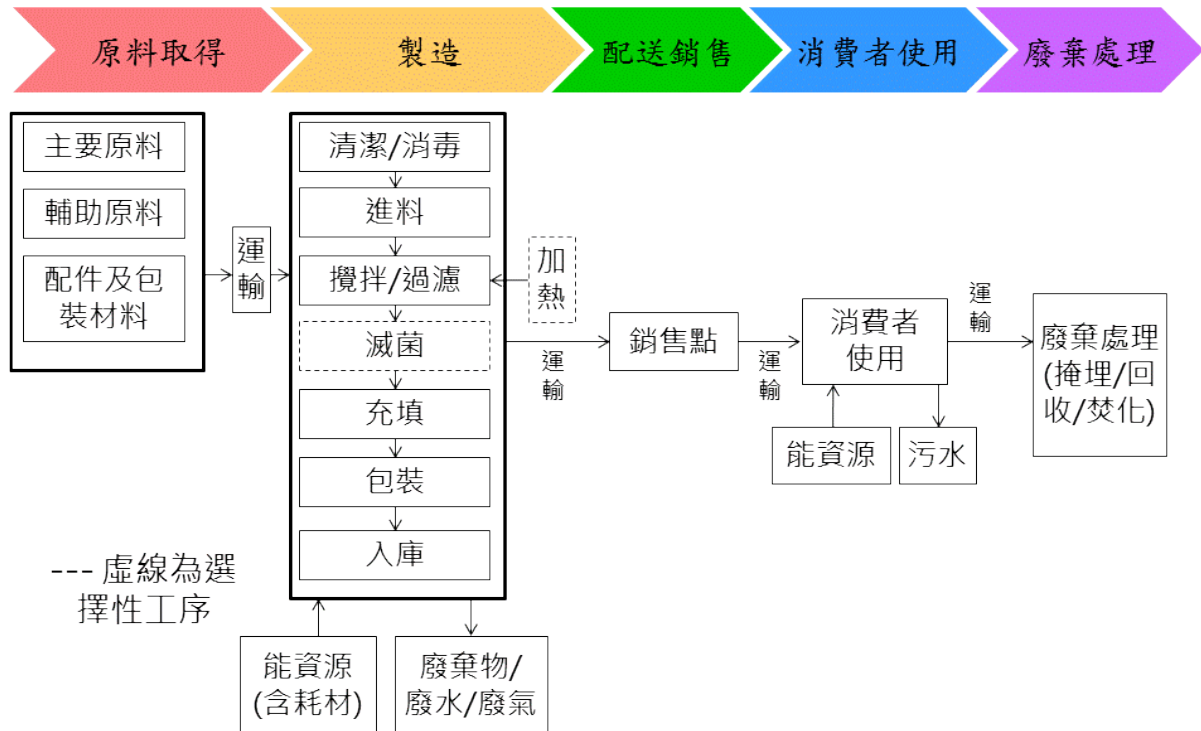 原料取得
製造
配送銷售
消費者使用
廢棄處理
主要原料
輔助原料
配件及包
裝材料
運
輸
清潔/消毒
進料
攪拌/過濾
滅菌
充填
包裝
入庫
加
熱
能資源
(含耗材)
廢棄物/
廢水/廢氣
運
輸
銷售點
運
輸
消費者
使用
能資源
污水
運
輸
廢棄處理
(掩埋/回
收/焚化)
--- 虛線為選
擇性工序